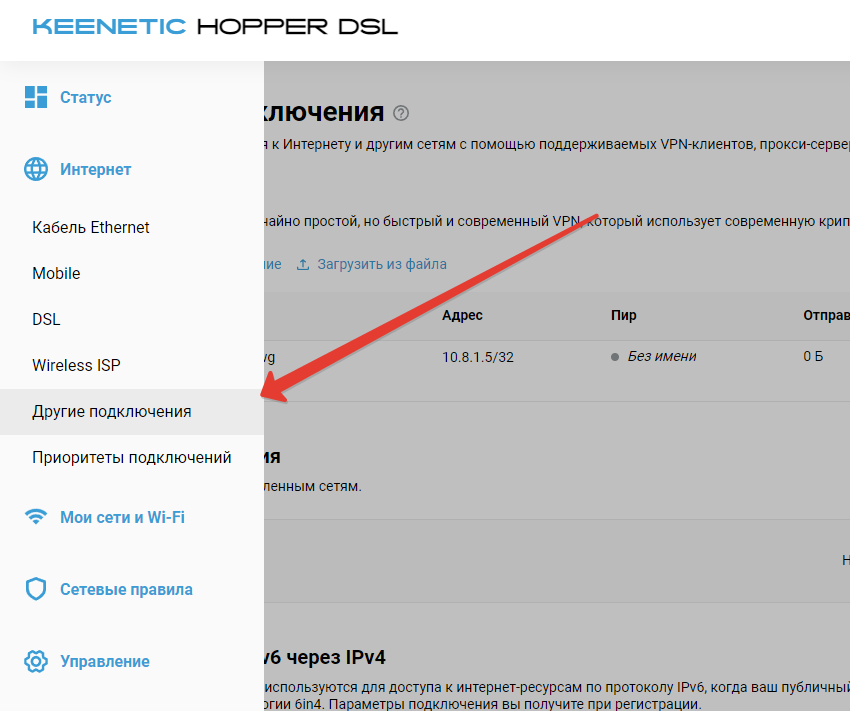 KEENETIC HOPPER DSL
Статус
Интернет
Кабель Ethernet
Mobile
DSL
Wireless ISP
Другие подключения
Приоритеты подключений
Мои сети и Wi-Fi
Сетевые правила
Управление
ключения
я к Интернету и другим сетям с помощью поддерживаемых VPN-клиентов, прокси-серве
чайно простой, но быстрый и современный VPN, который использует современную крип
ние Загрузить из файла
Адрес Пир Отправ
vg 10.8.1.5/32 Без имени 0 Б
ия
ленным сетям.
Н
v6 через IPv4
используются для доступа к интернет-ресурсам по протоколу IPv6, когда ваш публичный
огии 6in4. Параметры подключения вы получите при регистрации.